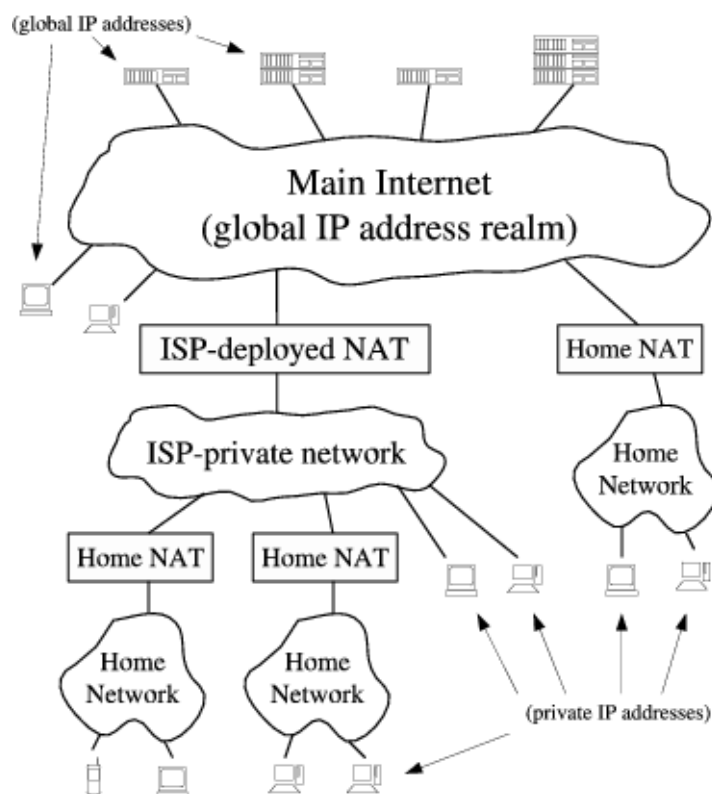 (global IP addresses)
Main Internet
(global IP address realm)
ISP-deployed NAT
Home NAT
ISP-private network
Home
Network
Home NAT
Home NAT
Home
Network
Home
Network
(private IP addresses)